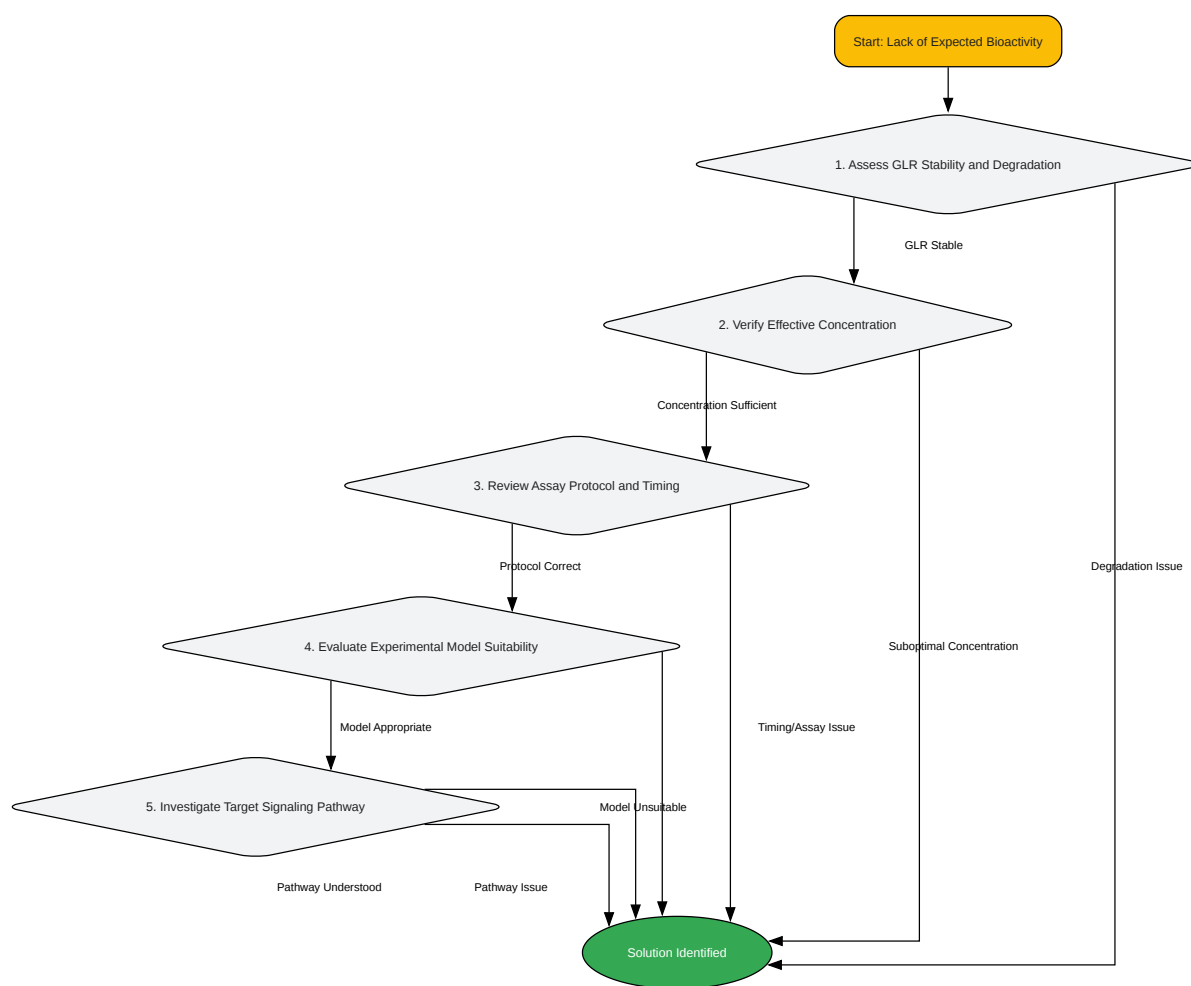 Start: Lack of Expected Bioactivity
1. Assess GLR Stability and Degradation
GLR Stable
2. Verify Effective Concentration
Concentration Sufficient
3. Review Assay Protocol and Timing
Protocol Correct
Degradation Issue
4. Evaluate Experimental Model Suitability
Suboptimal Concentration
Model Appropriate
Timing/Assay Issue
5. Investigate Target Signaling Pathway
Model Unsuitable
Pathway Understood
Pathway Issue
Solution Identified